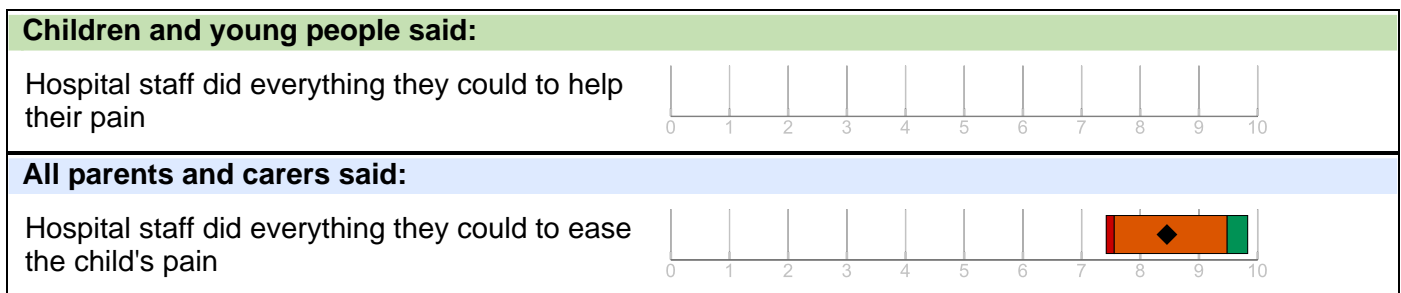 Children and young people said:
Hospital staff did everything they could to help
their pain
0 1 2 3 4 5 6 7 8 9 10
All parents and carers said:
Hospital staff did everything they could to ease
the child's pain
0 1 2 3 4 5 6 7 8 9 10